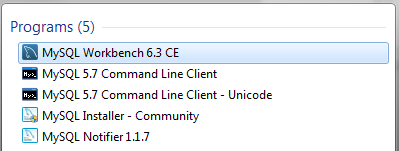 Programs (5)
MySQL Workbench 6.3 CE
MySQL 5.7 Command Line Client
MySQL 5.7 Command Line Client - Unicode
MySQL Installer - Community
MySQL Notifier 1.1.7